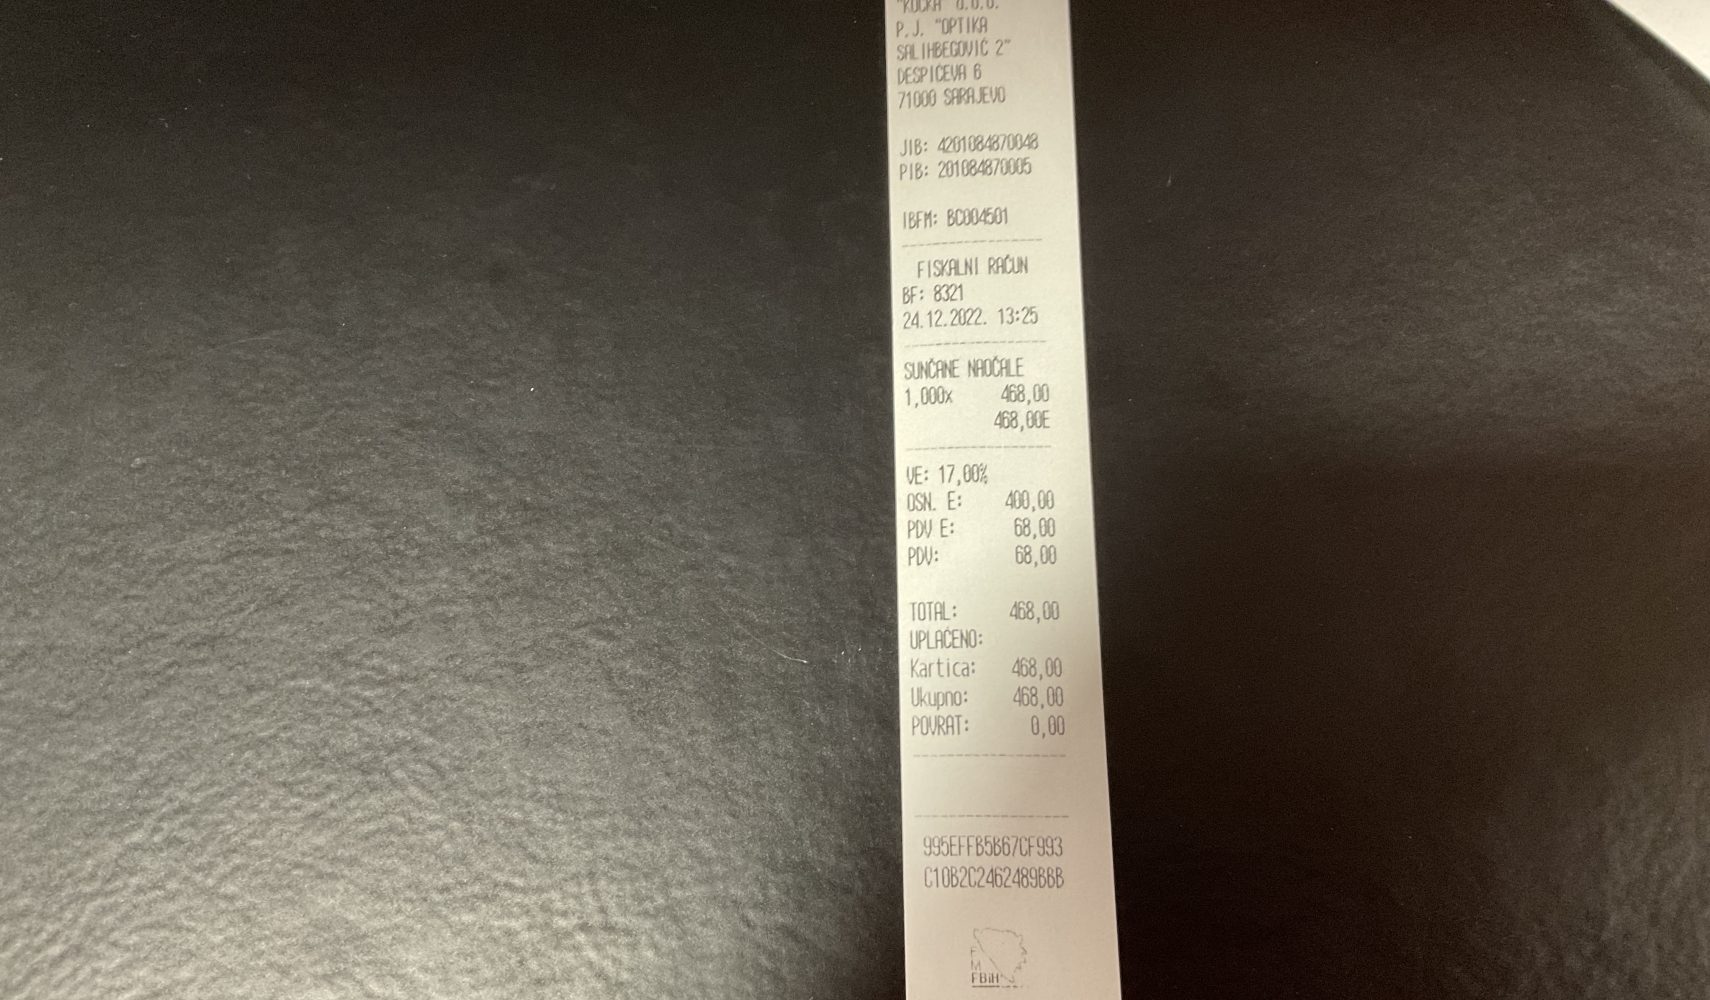 "KOCKA" d.o.o.
P.J. "OPTIKA
SALIHBEGOVIĆ 2"
DESPIĆEVA 6
71000 SARAJEVO
JIB: 4201084870048
PIB: 201084870005
IBFM: BC004501
FISKALNI RAČUN
BF: 8321
24.12.2022. 13:25
SUNČANE NAOČALE
1,000x 468,00
468,00E
VE: 17,00%
OSN. E: 400,00
PDV E: 68,00
PDV: 68,00
TOTAL: 468,00
UPLAĆENO:
Kartica: 468,00
Ukupno: 468,00
POVRAT: 0,00
995EFFB5B67CF993
C10B2C2462489BBB
F
M
FBiH